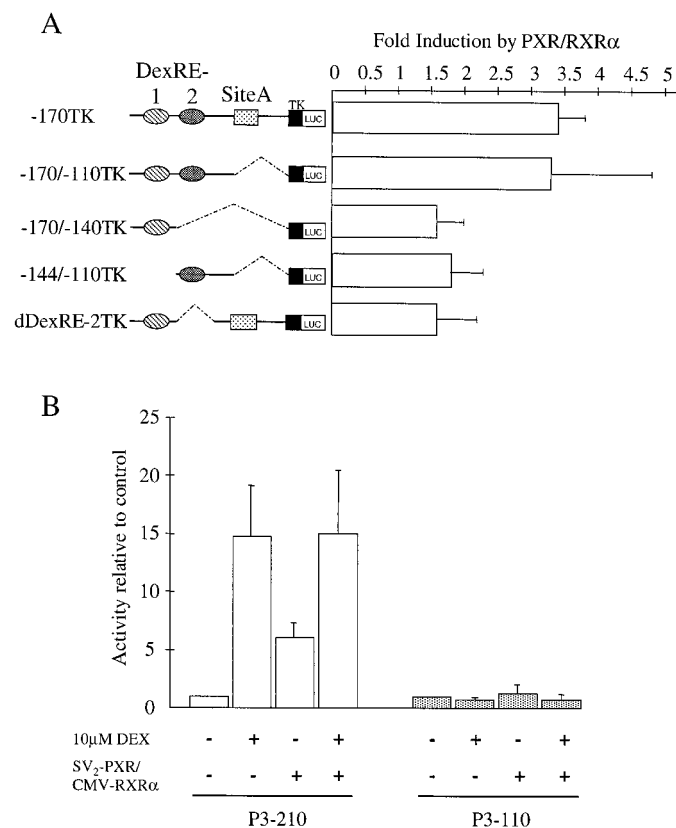 A
Fold Induction by PXR/RXRα
0 0.5 1 1.5 2 2.5 3 3.5 4 4.5 5
DexRE-
1 2 SiteA
-170TK TK LUC
-170/-110TK LUC
-170/-140TK LUC
-144/-110TK LUC
dDexRE-2TK LUC
B
Activity relative to control
25
20
15
10
5
0
10µM DEX - + - + - + - +
SV2-PXR/
CMV-RXRα - - + + - - + +
P3-210 P3-110